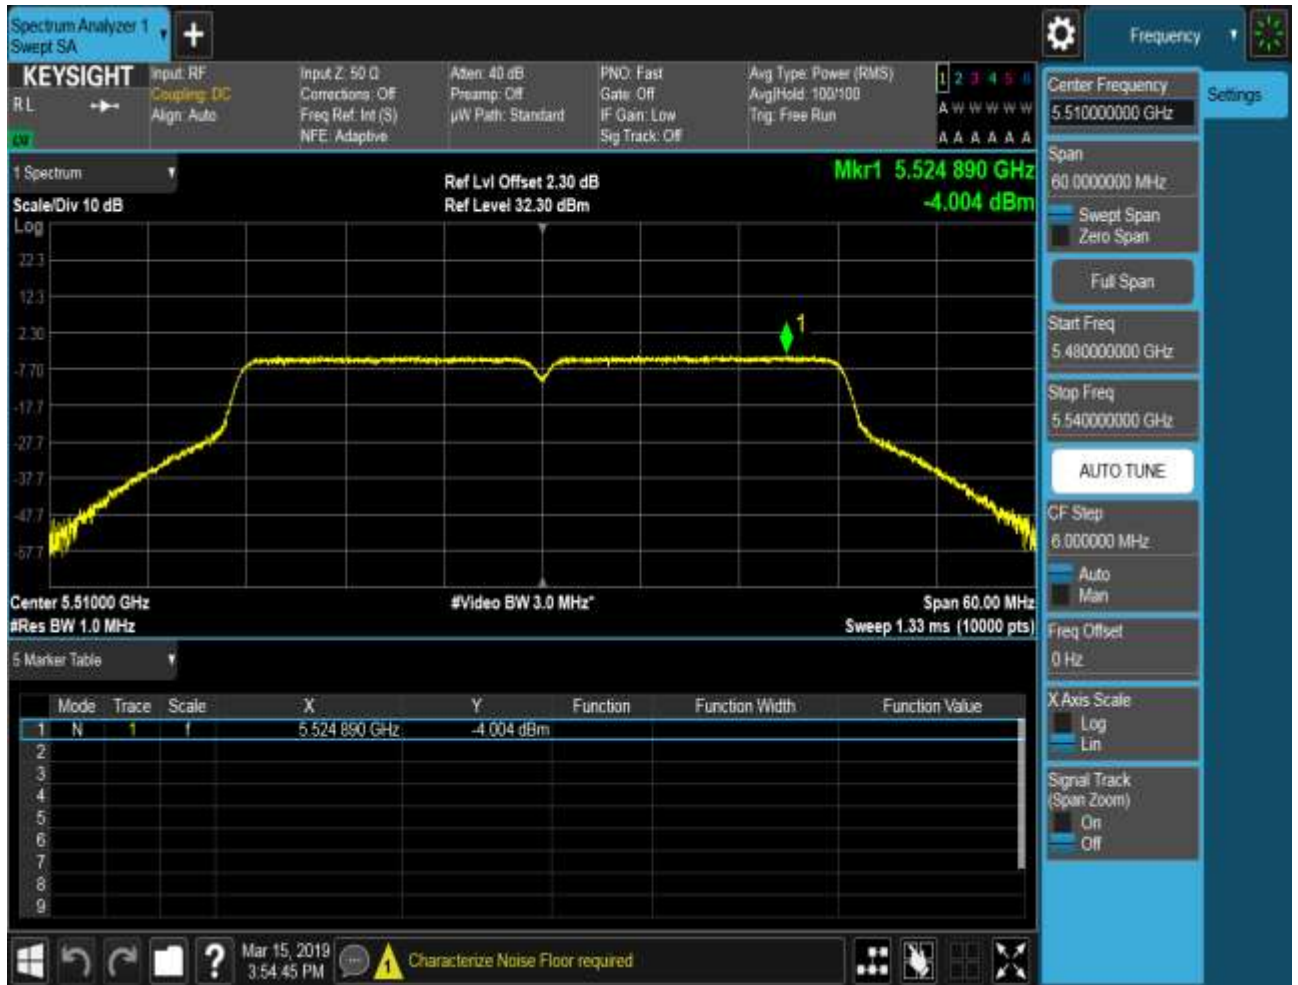 Spectrum Analyzer 1
Swept SA
+
Frequency
KEYSIGHT
RL
Input: RF
Coupling: DC
Align: Auto
Input Z: 50 Ω
Corrections: Off
Freq Ref: Int (S)
NFE: Adaptive
Atten: 40 dB
Preamp: Off
µW Path: Standard
PNO: Fast
Gate: Off
IF Gain: Low
Sig Track: Off
Avg Type: Power (RMS)
Avg|Hold: 100/100
Trig: Free Run
1 2 3 4 5 6
A W W W W W
A A A A A A
1 Spectrum
Scale/Div 10 dB
Log
Ref Lvl Offset 2.30 dB
Ref Level 32.30 dBm
Mkr1 5.524 890 GHz
-4.004 dBm
22.3
12.3
2.30
-7.70
-17.7
-27.7
-37.7
-47.7
-57.7
1
Center 5.51000 GHz
#Res BW 1.0 MHz
#Video BW 3.0 MHz*
Span 60.00 MHz
Sweep 1.33 ms (10000 pts)
5 Marker Table
Mode Trace Scale X Y Function Function Width Function Value
1 N 1 f 5.524 890 GHz -4.004 dBm
2
3
4
5
6
7
8
9
Mar 15, 2019
3:54:45 PM
1
Characterize Noise Floor required
?
Center Frequency
5.510000000 GHz
Settings
Span
60.0000000 MHz
Swept Span
Zero Span
Full Span
Start Freq
5.480000000 GHz
Stop Freq
5.540000000 GHz
AUTO TUNE
CF Step
6.000000 MHz
Auto
Man
Freq Offset
0 Hz
X Axis Scale
Log
Lin
Signal Track
(Span Zoom)
On
Off